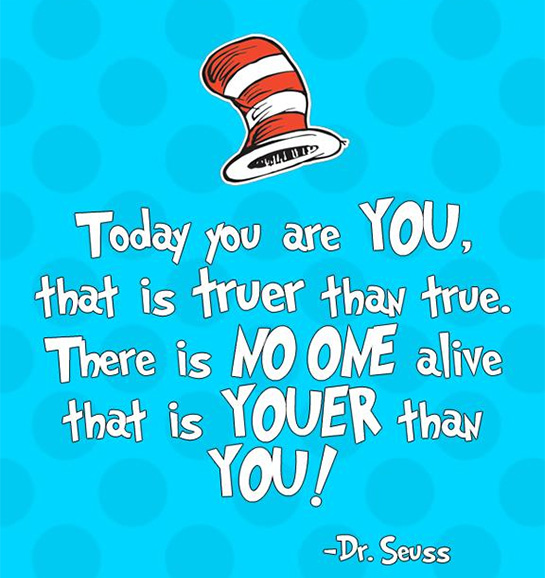 Today you are YOU,
that is truer than true.
There is NO ONE alive
that is YOUER than
YOU!
-Dr. Seuss